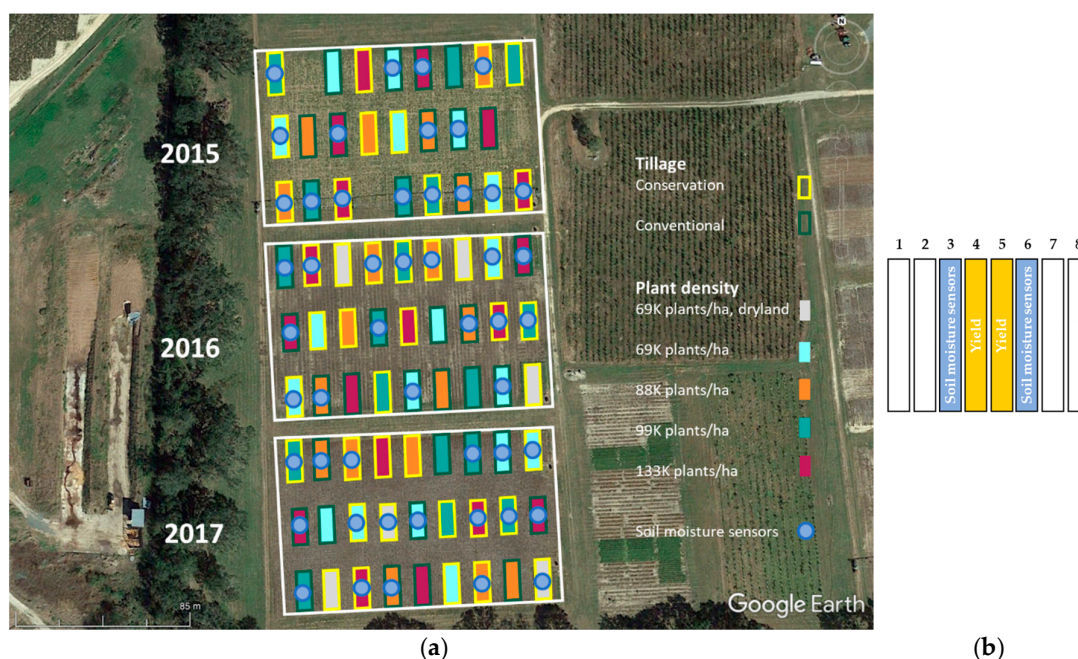 2015
2016
2017
Tillage
Conservation
Conventional
Plant density
69K plants/ha, dryland
69K plants/ha
88K plants/ha
99K plants/ha
133K plants/ha
Soil moisture sensors
N
85 m
Google Earth
(a)
1 2 3 4 5 6 7 8
Soil moisture sensors
Yield
Yield
Soil moisture sensors
(b)